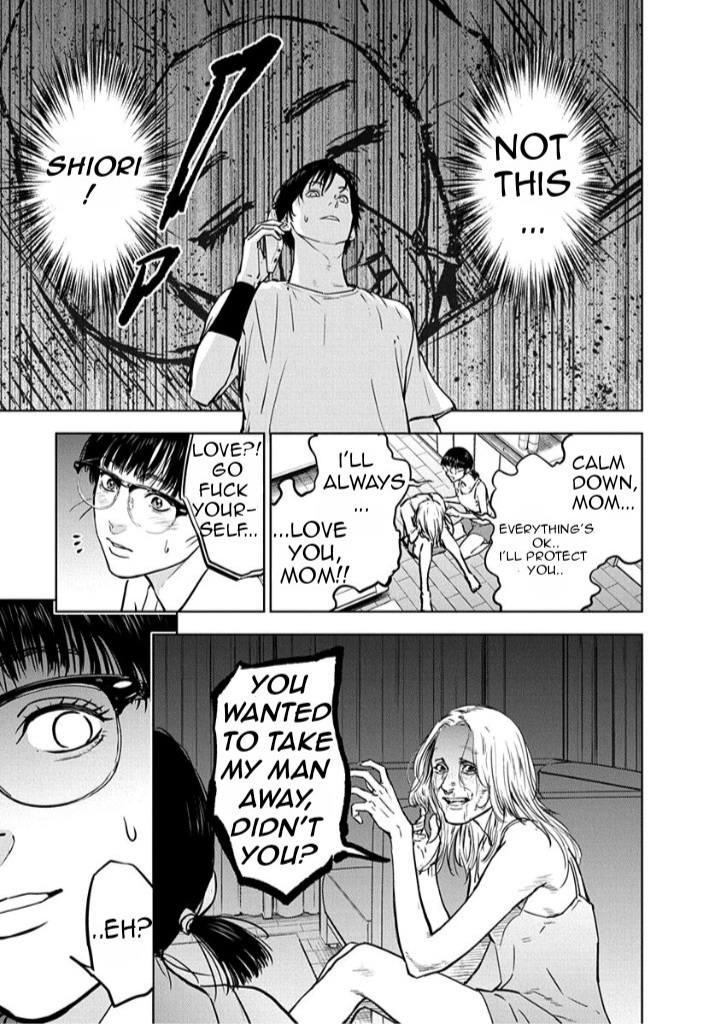 NOT
THIS
...
SHIORI
!
CALM
DOWN,
MOM...
EVERYTHING'S
OK..
I'LL PROTECT
YOU..
I'LL
ALWAYS
...
...LOVE
YOU,
MOM!!
LOVE?!
GO
FUCK
YOUR-
SELF...
YOU
WANTED
TO TAKE
MY MAN
AWAY,
DIDN'T
YOU?
..EH?